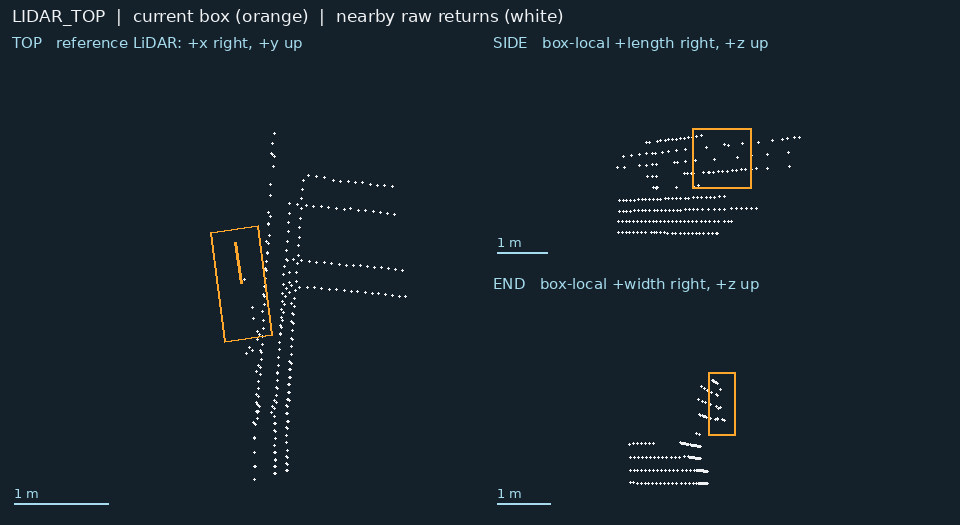 LIDAR_TOP  |  current box (orange)  |  nearby raw returns (white)
TOP   reference LiDAR: +x right, +y up
SIDE   box-local +length right, +z up
1 m
END   box-local +width right, +z up
1 m
1 m